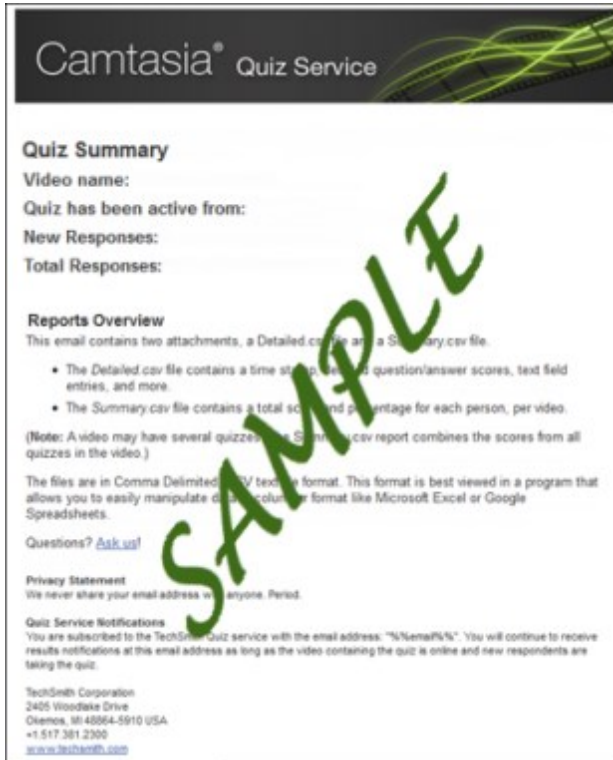 Camtasia® Quiz Service
Quiz Summary
Video name:
Quiz has been active from:
New Responses:
Total Responses:
Reports Overview
This email contains two attachments, a Detailed.csv file and a Summary.csv file.
• The Detailed.csv file contains a time stamp, question/answer scores, text field
entries, and more.
• The Summary.csv file contains a total score and percentage for each person, per video.
(Note: A video may have several quizzes. The Summary.csv report combines the scores from all
quizzes in the video.)
The files are in Comma Delimited CSV text file format. This format is best viewed in a program that
allows you to easily manipulate data in column format like Microsoft Excel or Google
Spreadsheets.
Questions? Ask us!
Privacy Statement
We never share your email address with anyone. Period.
Quiz Service Notifications
You are subscribed to the TechSmith Quiz service with the email address: "%%email%%". You will continue to receive
results notifications at this email address as long as the video containing the quiz is online and new respondents are
taking the quiz.
TechSmith Corporation
2405 Woodlake Drive
Okemos, MI 48864-5910 USA
+1.517.381.2300
www.techsmith.com
SAMPLE